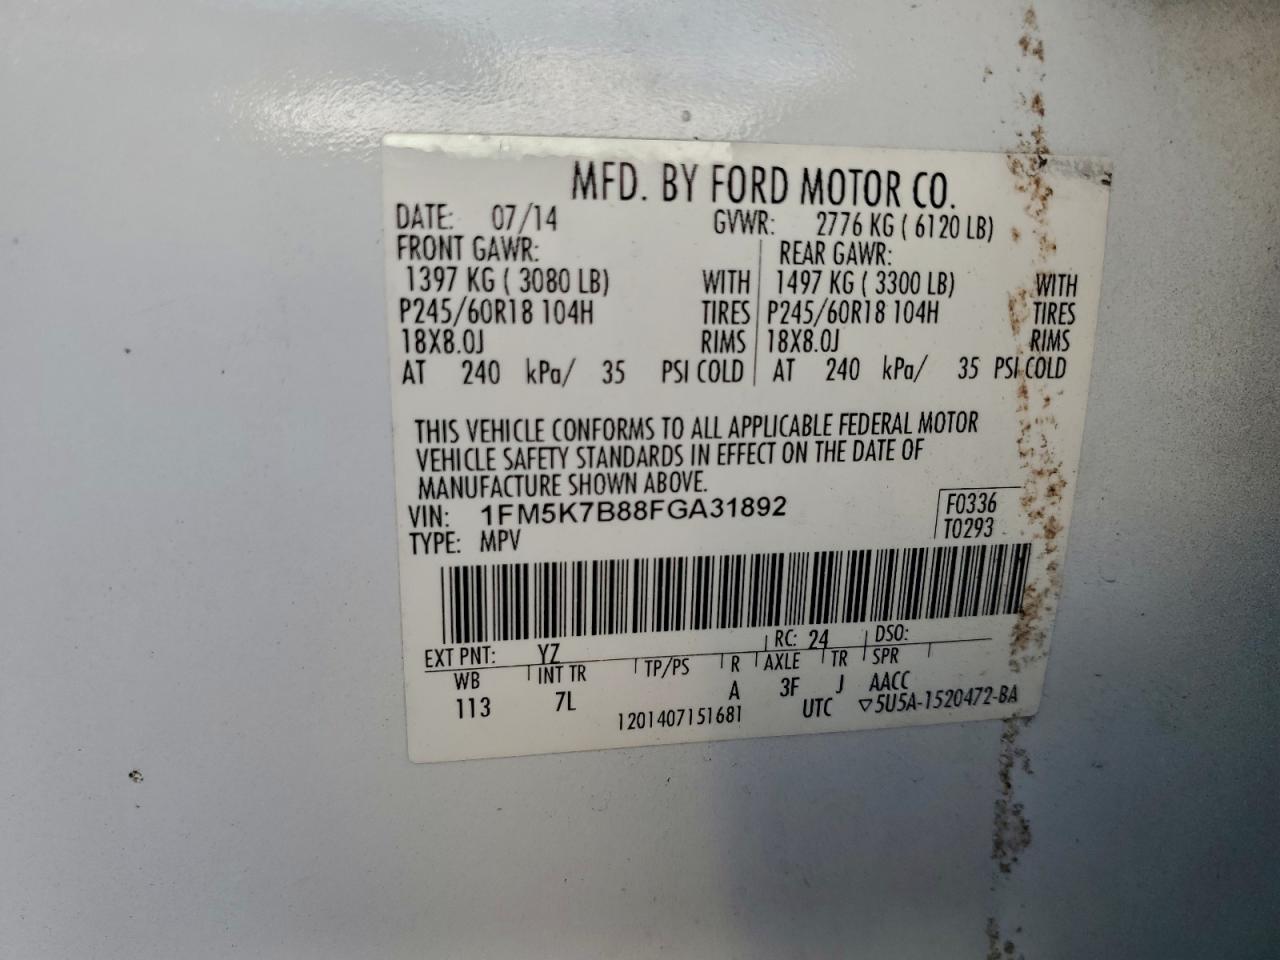 MFD. BY FORD MOTOR CO.
DATE: 07/14 GVWR: 2776 KG ( 6120 LB)
FRONT GAWR: REAR GAWR:
1397 KG ( 3080 LB) WITH 1497 KG ( 3300 LB) WITH
P245/60R18 104H TIRES P245/60R18 104H TIRES
18X8.0J RIMS 18X8.0J RIMS
AT 240 kPa/ 35 PSI COLD AT 240 kPa/ 35 PSI COLD
THIS VEHICLE CONFORMS TO ALL APPLICABLE FEDERAL MOTOR
VEHICLE SAFETY STANDARDS IN EFFECT ON THE DATE OF
MANUFACTURE SHOWN ABOVE.
VIN: 1FM5K7B88FGA31892 F0336
TYPE: MPV T0293
EXT PNT: YZ RC: 24 DSO:
WB INT TR TP/PS R AXLE TR SPR
113 7L A 3F J AACC
1201407151681 UTC ▽5U5A-1520472-BA